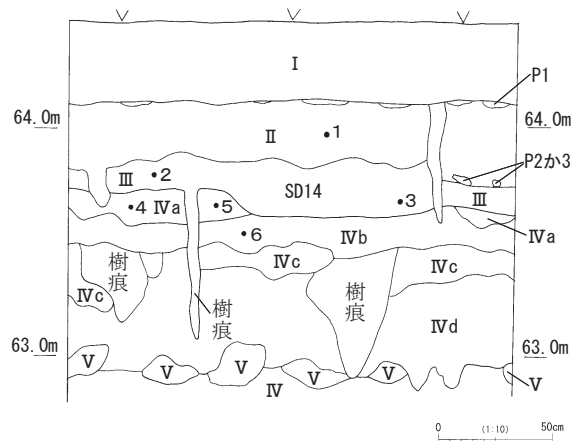 I
P1
64.0m
64.0m
II
1
P2か3
III
2
SD14
3
III
4
IVa
5
IVa
6
IVb
樹痕
IVc
IVc
IVc
樹痕
樹痕
IVd
63.0m
63.0m
V
V
V
V
V
V
IV
0
(1:10)
50cm